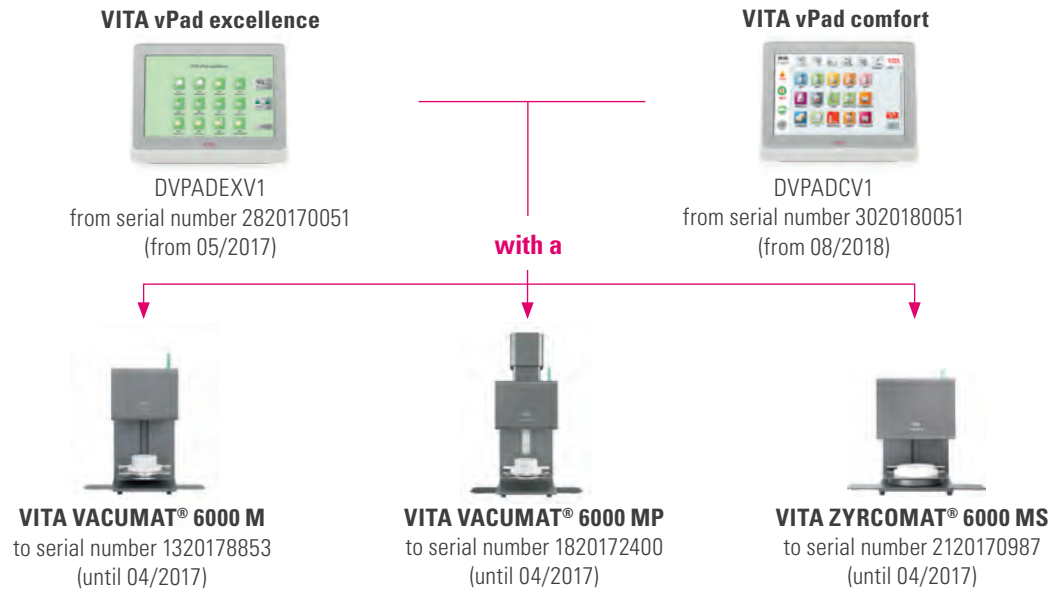 VITA vPad excellence
VITA vPad comfort
DVPADEXV1
from serial number 2820170051
(from 05/2017)
DVPADCV1
from serial number 3020180051
(from 08/2018)
with a
VITA VACUMAT® 6000 M
to serial number 1320178853
(until 04/2017)
VITA VACUMAT® 6000 MP
to serial number 1820172400
(until 04/2017)
VITA ZYRCOMAT® 6000 MS
to serial number 2120170987
(until 04/2017)